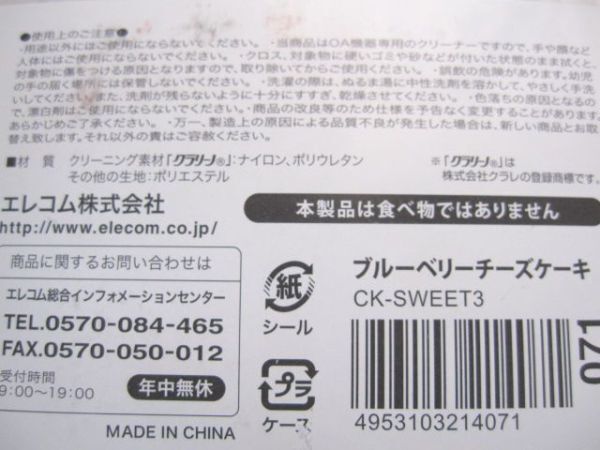 ●使用上のご注意●
・用途以外にはご使用にならないでください。・当商品はOA機器専用のクリーナーですので、手や顔など
人体にはご使用にならないでください。・クロス、対象物に硬いゴミや砂などが付いた状態のまま拭くと、
対象物に傷をつける原因となりますので、取り除いてからご使用ください。・誤飲の危険があります。幼児
の手の届く場所には保管しないでください。・洗濯の際は、ぬるま湯に中性洗剤を溶かして、やさしく手洗
いしてください。また、洗剤が残らないように十分にすすぎ、乾燥させてください。・色落ちの原因となるの
で、漂白剤はご使用にならないでください。・商品の改良等のため仕様を予告なく変更することがあります。
あらかじめご了承ください。・万一、製造上の原因による品質不良が発生した場合は、新しい商品とお取
替え致します。それ以外の責はご容赦ください。
■材 質 クリーニング素材「クラリーノ®」:ナイロン、ポリウレタン
その他の生地:ポリエステル
※「クラリーノ®」は
株式会社クラレの登録商標です。
エレコム株式会社
http://www.elecom.co.jp/
本製品は食べ物ではありません
商品に関するお問い合わせは
エレコム総合インフォメーションセンター
TEL.0570-084-465
FAX.0570-050-012
受付時間
9:00〜19:00
年中無休
MADE IN CHINA
紙
シール
プラ
ケース
ブルーベリーチーズケーキ
CK-SWEET3
4953103214071
071